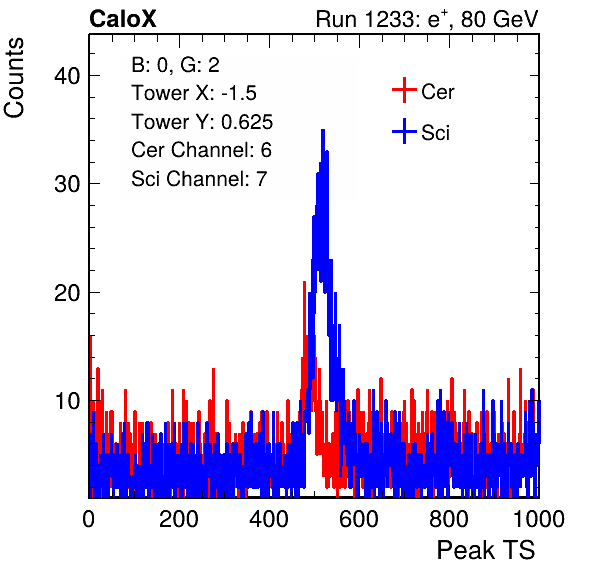 CaloX Run 1233: e⁺, 80 GeV
Counts
B: 0, G: 2
Tower X: -1.5
Tower Y: 0.625
Cer Channel: 6
Sci Channel: 7
Cer
Sci
40
30
20
10
0 200 400 600 800 1000
Peak TS